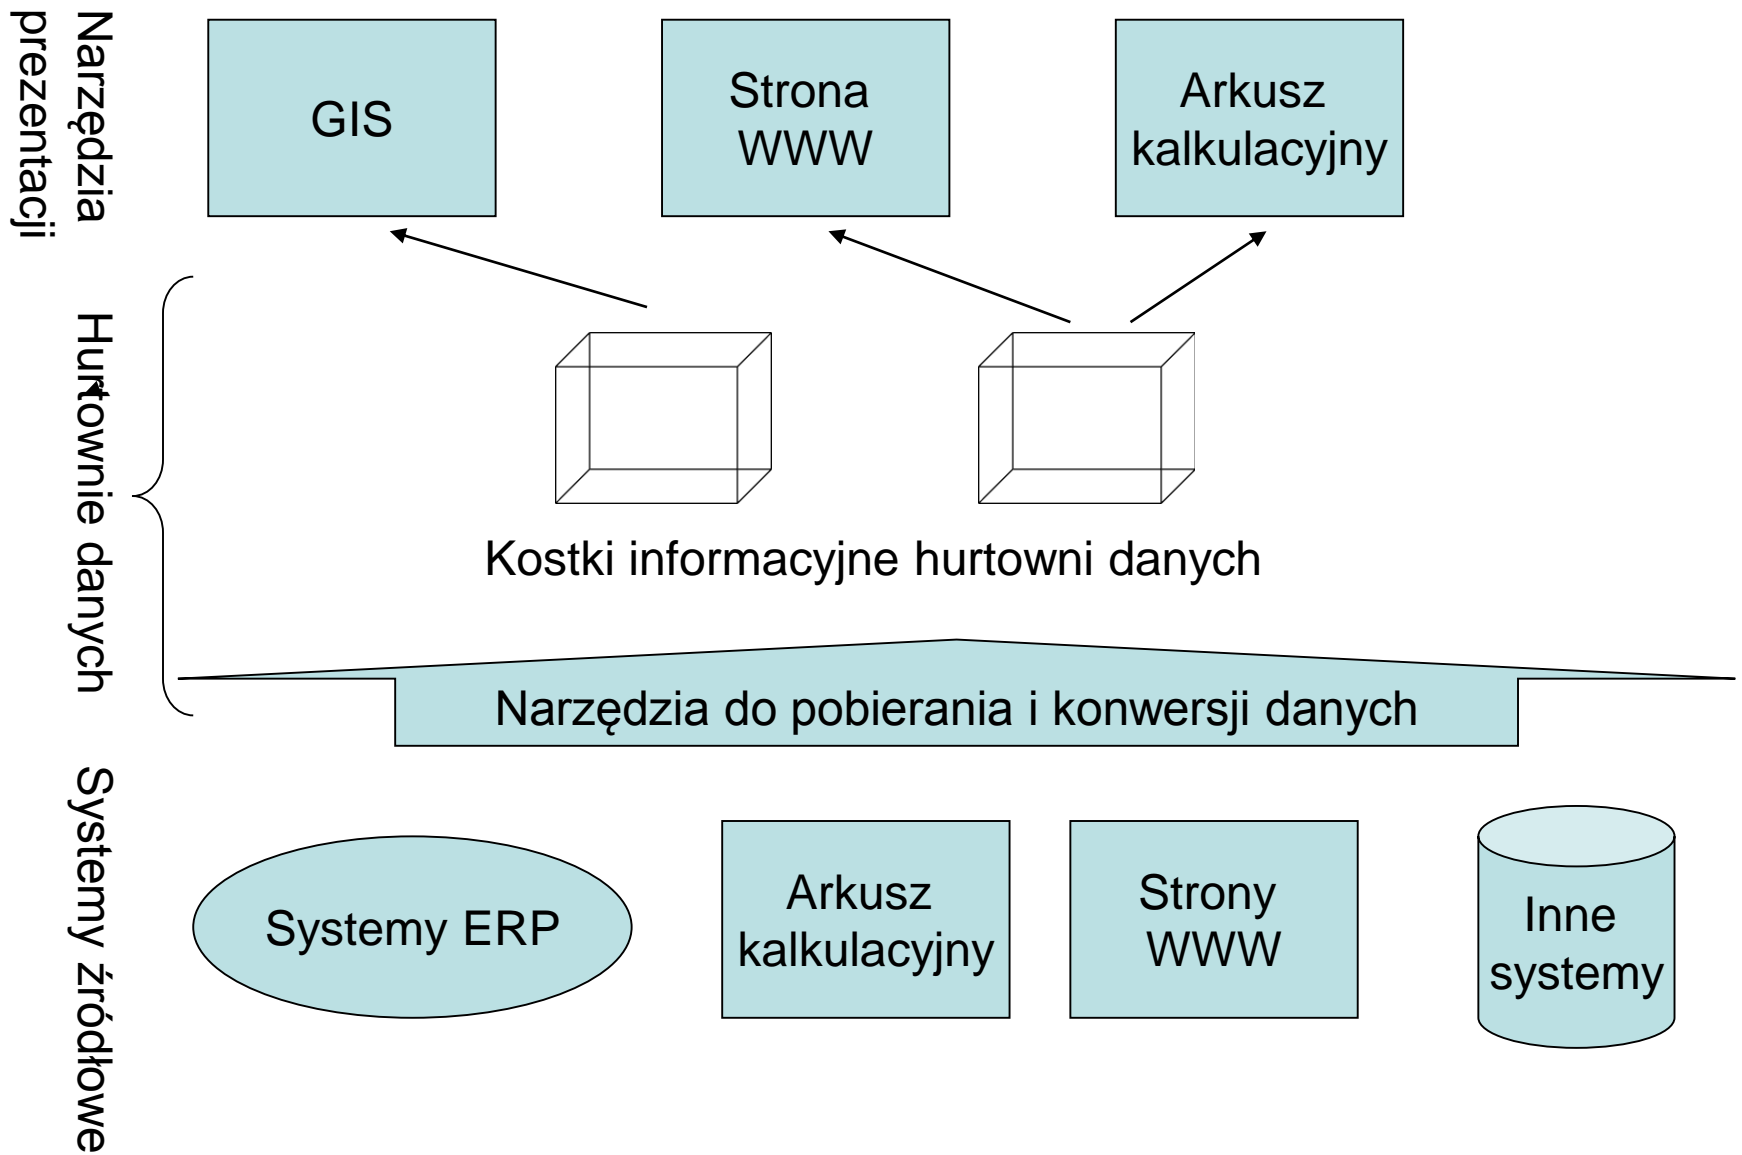 Narzędzia
prezentacji
GIS
Strona
WWW
Arkusz
kalkulacyjny
Hurtownie danych
Kostki informacyjne hurtowni danych
Narzędzia do pobierania i konwersji danych
Systemy źródłowe
Systemy ERP
Arkusz
kalkulacyjny
Strony
WWW
Inne
systemy